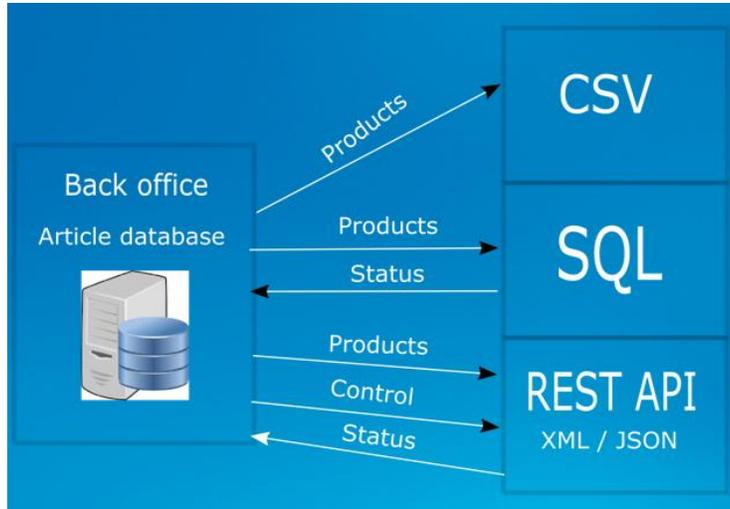 Back office
Article database
Products
Products
Status
Products
Control
Status
CSV
SQL
REST API
XML / JSON